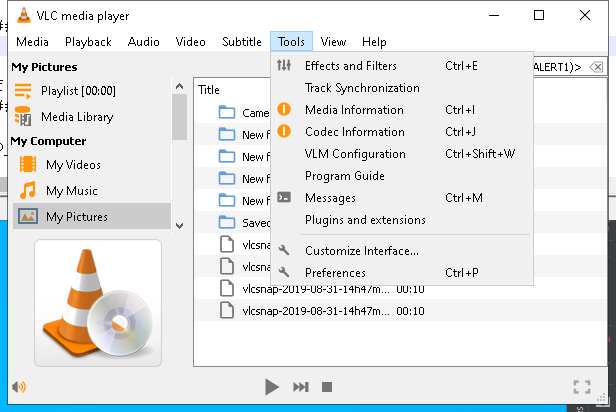 VLC media player
Media Playback Audio Video Subtitle Tools View Help
My Pictures
Playlist [00:00]
Media Library
My Computer
My Videos
My Music
My Pictures
ALERT1)>
Title
Came
New f
New f
New f
New f
Saved
vlcsna
vlcsna
vlcsnap-2019-08-31-14h47m... 00:10
vlcsnap-2019-08-31-14h47m... 00:10
Effects and Filters Ctrl+E
Track Synchronization
Media Information Ctrl+I
Codec Information Ctrl+J
VLM Configuration Ctrl+Shift+W
Program Guide
Messages Ctrl+M
Plugins and extensions
Customize Interface...
Preferences Ctrl+P